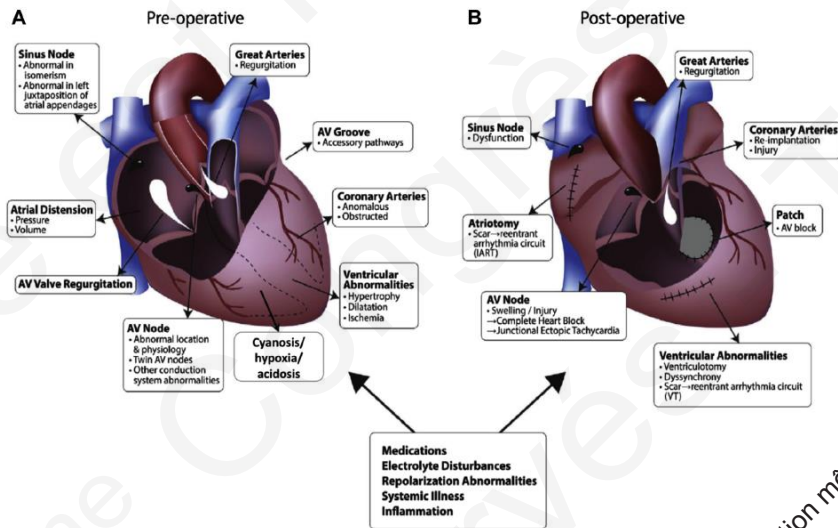 A
Pre-operative
Sinus Node
• Abnormal in
isomerism
• Abnormal in left
juxtaposition of
atrial appendages
Great Arteries
• Regurgitation
AV Groove
• Accessory pathways
Atrial Distension
• Pressure
• Volume
Coronary Arteries
• Anomalous
• Obstructed
AV Valve Regurgitation
Ventricular
Abnormalities
• Hypertrophy
• Dilatation
• Ischemia
AV Node
• Abnormal location
& physiology
• Twin AV nodes
• Other conduction
system abnormalities
Cyanosis/
hypoxia/
acidosis
B
Post-operative
Great Arteries
• Regurgitation
Sinus Node
• Dysfunction
Coronary Arteries
• Re-implantation
• Injury
Atriotomy
• Scar→reentrant
arrhythmia circuit
(IART)
Patch
• AV block
AV Node
• Swelling / Injury
→Complete Heart Block
→Junctional Ectopic Tachycardia
Ventricular Abnormalities
• Ventriculotomy
• Dyssynchrony
• Scar→reentrant arrhythmia circuit
(VT)
Medications
Electrolyte Disturbances
Repolarization Abnormalities
Systemic Illness
Inflammation